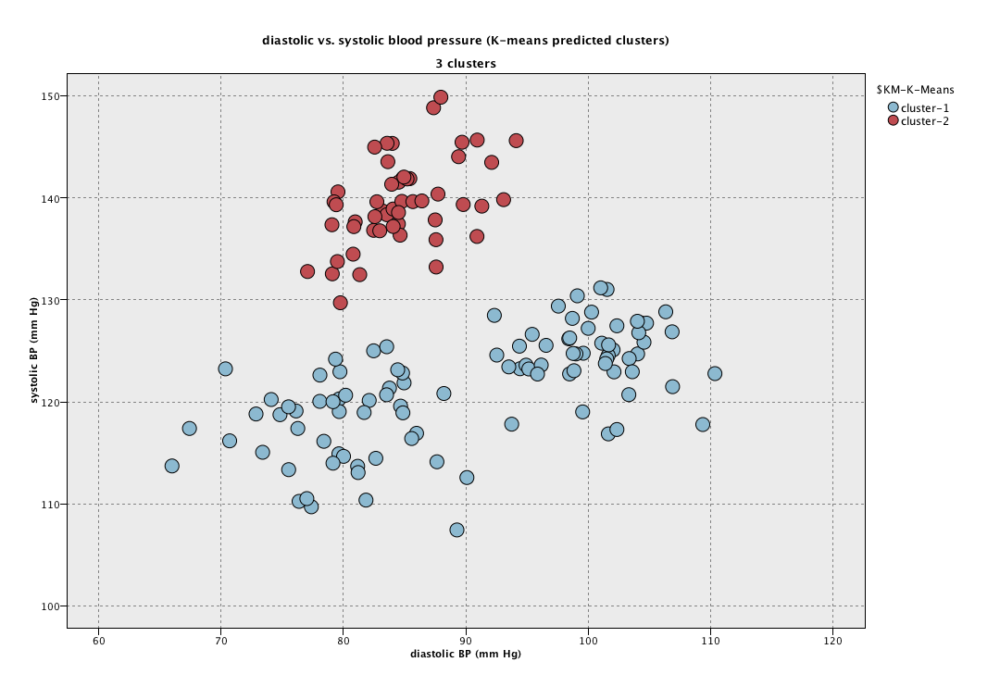 diastolic vs. systolic blood pressure (K-means predicted clusters)
3 clusters
$KM-K-Means
cluster-1
cluster-2
systolic BP (mm Hg)
150
140
130
120
110
100
60 70 80 90 100 110 120
diastolic BP (mm Hg)